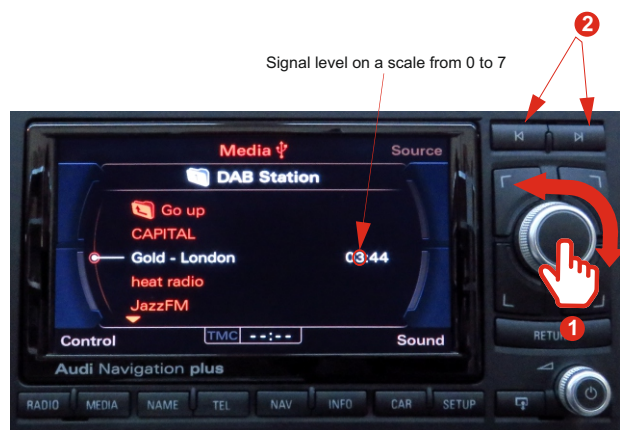 2
Signal level on a scale from 0 to 7
Media
Source
DAB Station
Go up
CAPITAL
Gold - London 03:44
heat radio
JazzFM
Control
TMC --:--
Sound
1
Audi Navigation plus
RADIO MEDIA NAME TEL NAV INFO CAR SETUP